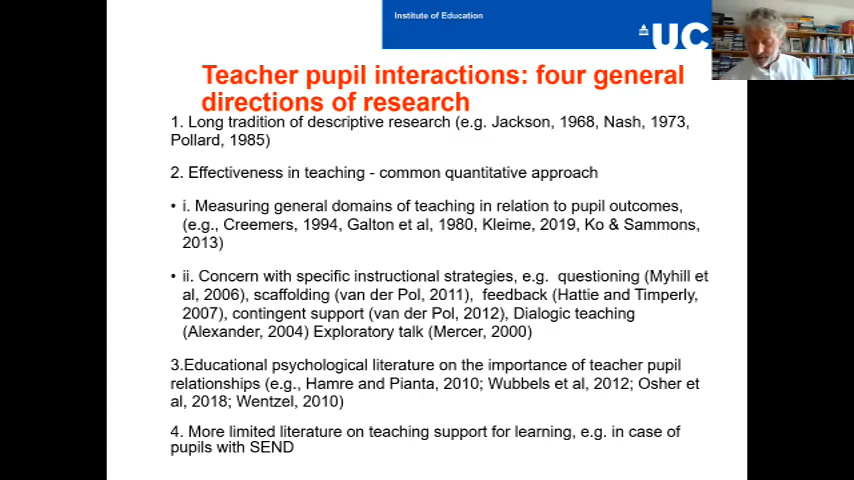 Institute of Education
UC
Teacher pupil interactions: four general
directions of research
1. Long tradition of descriptive research (e.g. Jackson, 1968, Nash, 1973,
Pollard, 1985)
2. Effectiveness in teaching - common quantitative approach
• i. Measuring general domains of teaching in relation to pupil outcomes,
(e.g., Creemers, 1994, Galton et al, 1980, Kleime, 2019, Ko & Sammons,
2013)
• ii. Concern with specific instructional strategies, e.g. questioning (Myhill et
al, 2006), scaffolding (van der Pol, 2011), feedback (Hattie and Timperly,
2007), contingent support (van der Pol, 2012), Dialogic teaching
(Alexander, 2004) Exploratory talk (Mercer, 2000)
3.Educational psychological literature on the importance of teacher pupil
relationships (e.g., Hamre and Pianta, 2010; Wubbels et al, 2012; Osher et
al, 2018; Wentzel, 2010)
4. More limited literature on teaching support for learning, e.g. in case of
pupils with SEND